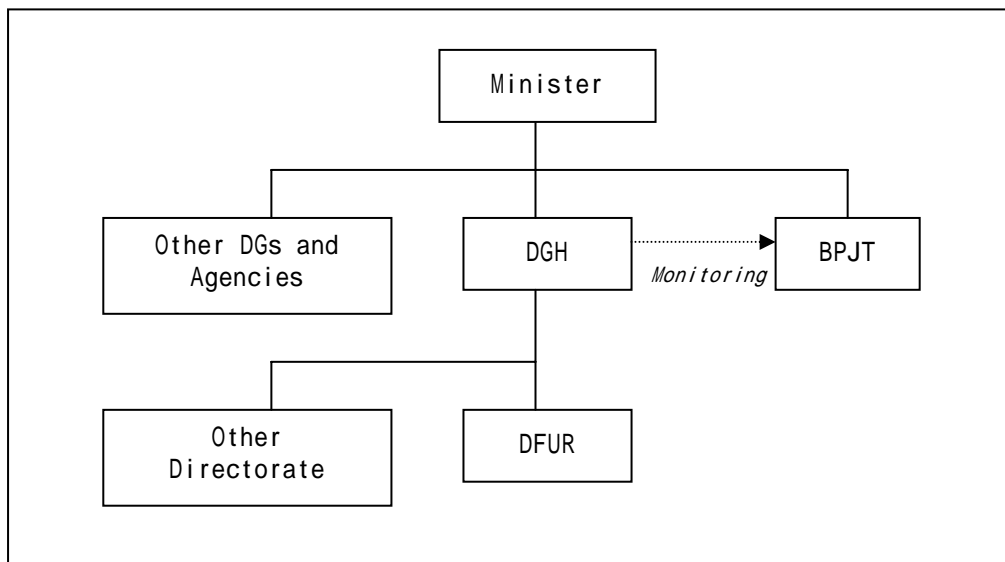 Minister
Other DGs and
Agencies
DGH
Monitoring
BPJT
Other
Directorate
DFUR